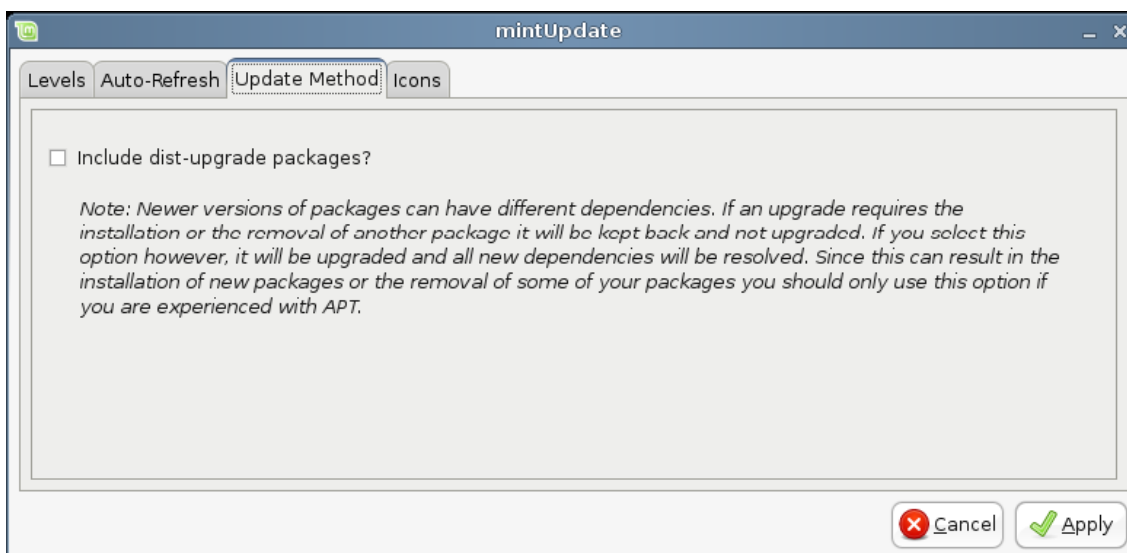 mintUpdate
Levels Auto-Refresh Update Method Icons
Include dist-upgrade packages?
Note: Newer versions of packages can have different dependencies. If an upgrade requires the
installation or the removal of another package it will be kept back and not upgraded. If you select this
option however, it will be upgraded and all new dependencies will be resolved. Since this can result in the
installation of new packages or the removal of some of your packages you should only use this option if
you are experienced with APT.
Cancel Apply